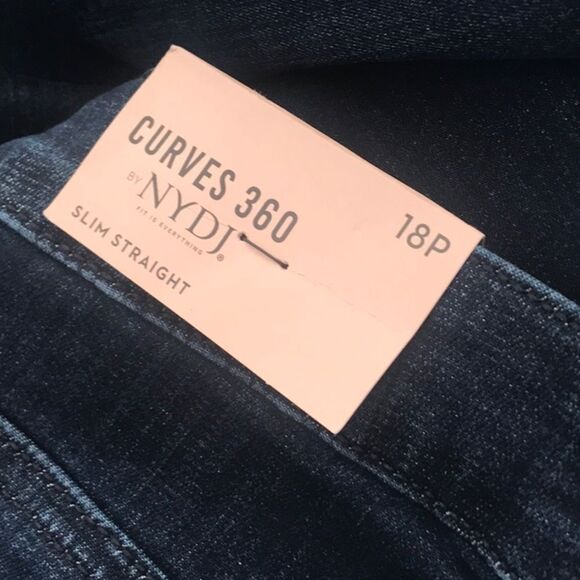 CURVES 360
BY NYDJ®
FIT IS EVERYTHING
SLIM STRAIGHT
18P